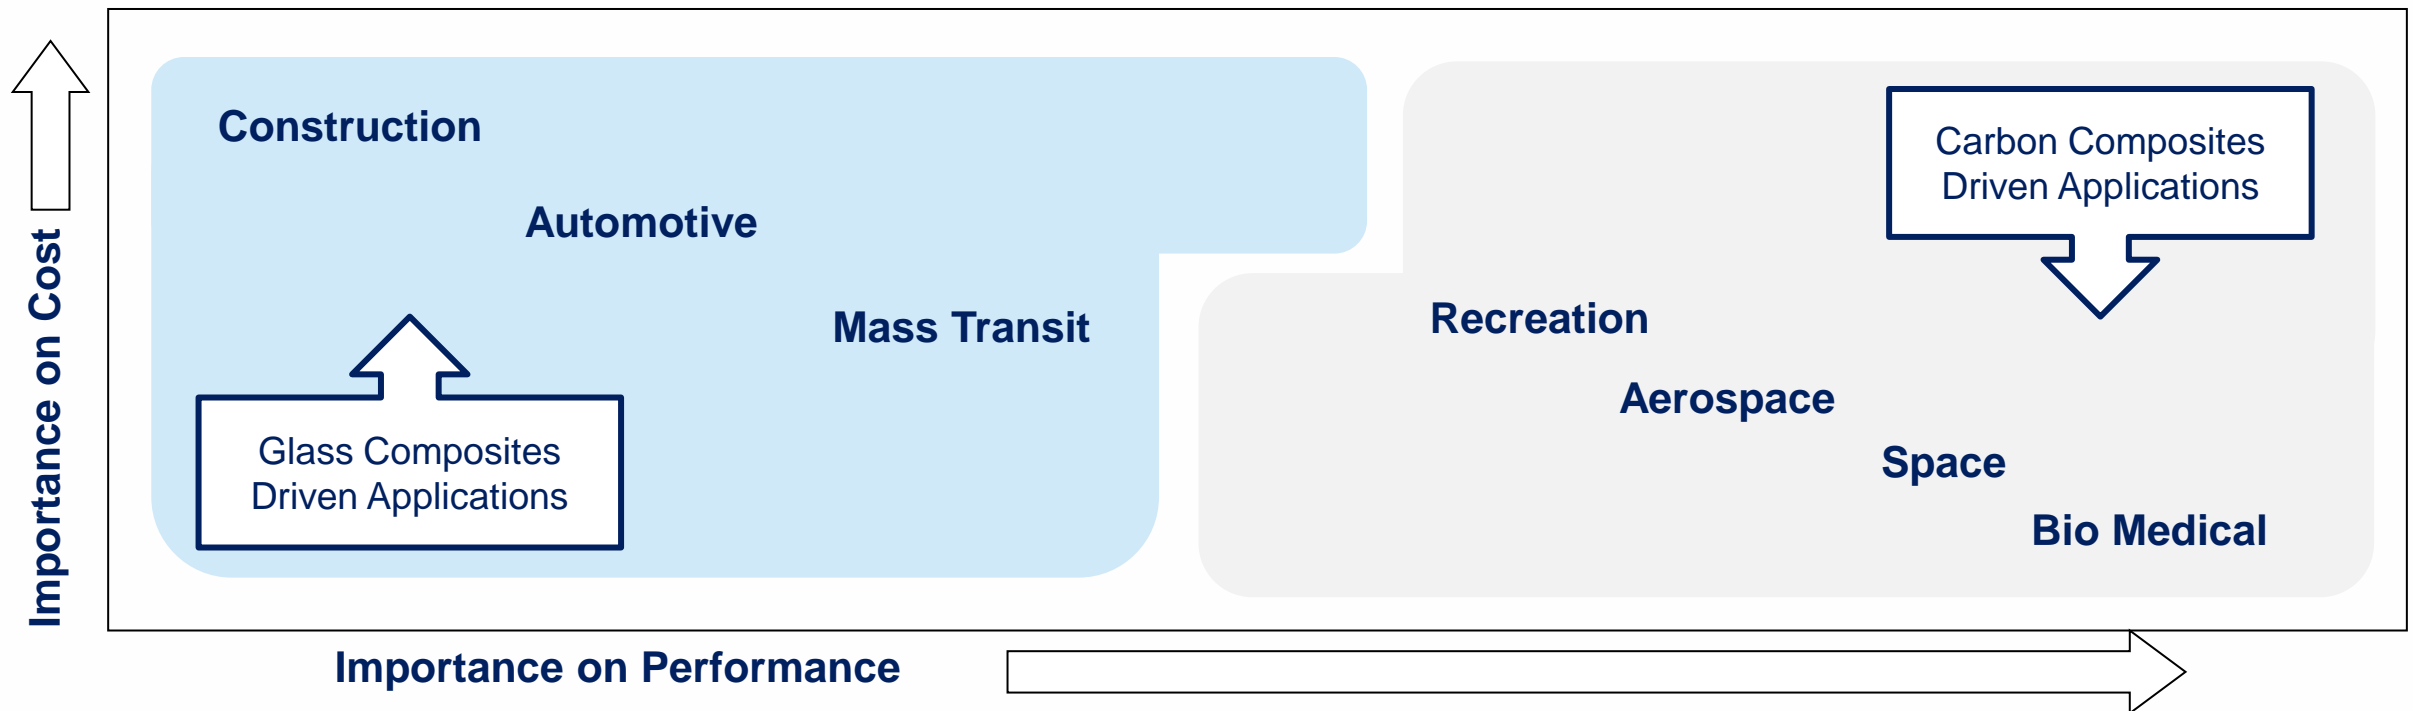 Construction
Carbon Composites
Driven Applications
Automotive
Recreation
Mass Transit
Aerospace
Glass Composites
Driven Applications
Space
Bio Medical
Importance on Cost
Importance on Performance